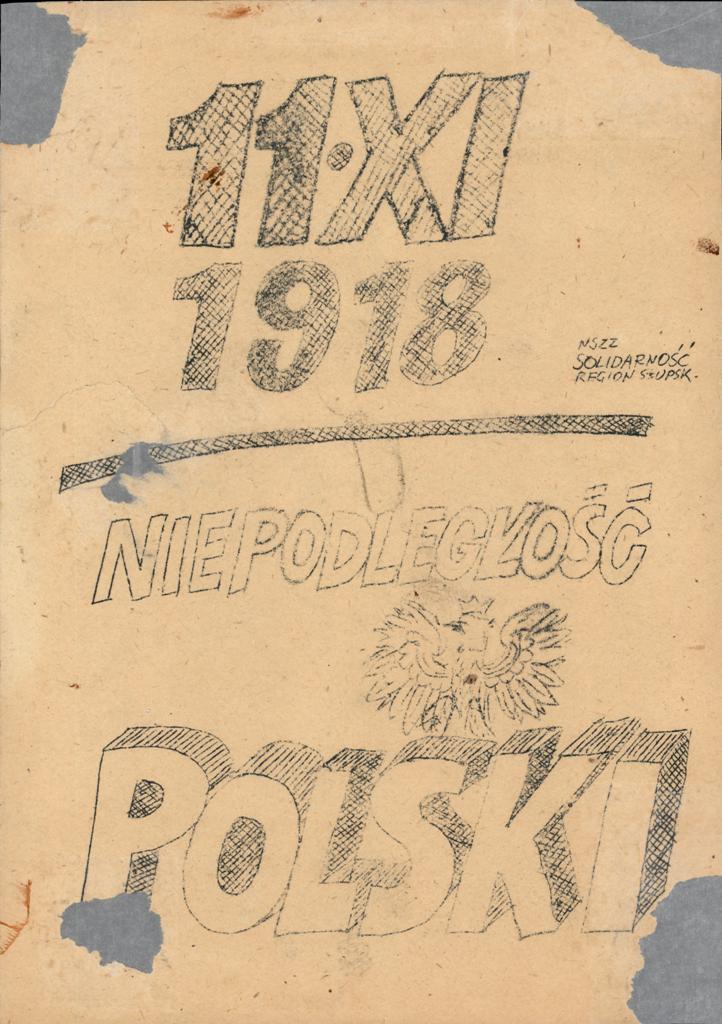 11·XI
1918
NSZZ
SOLIDARNOŚĆ
REGION SŁUPSK.
NIEPODLEGŁOŚĆ
POLSKI